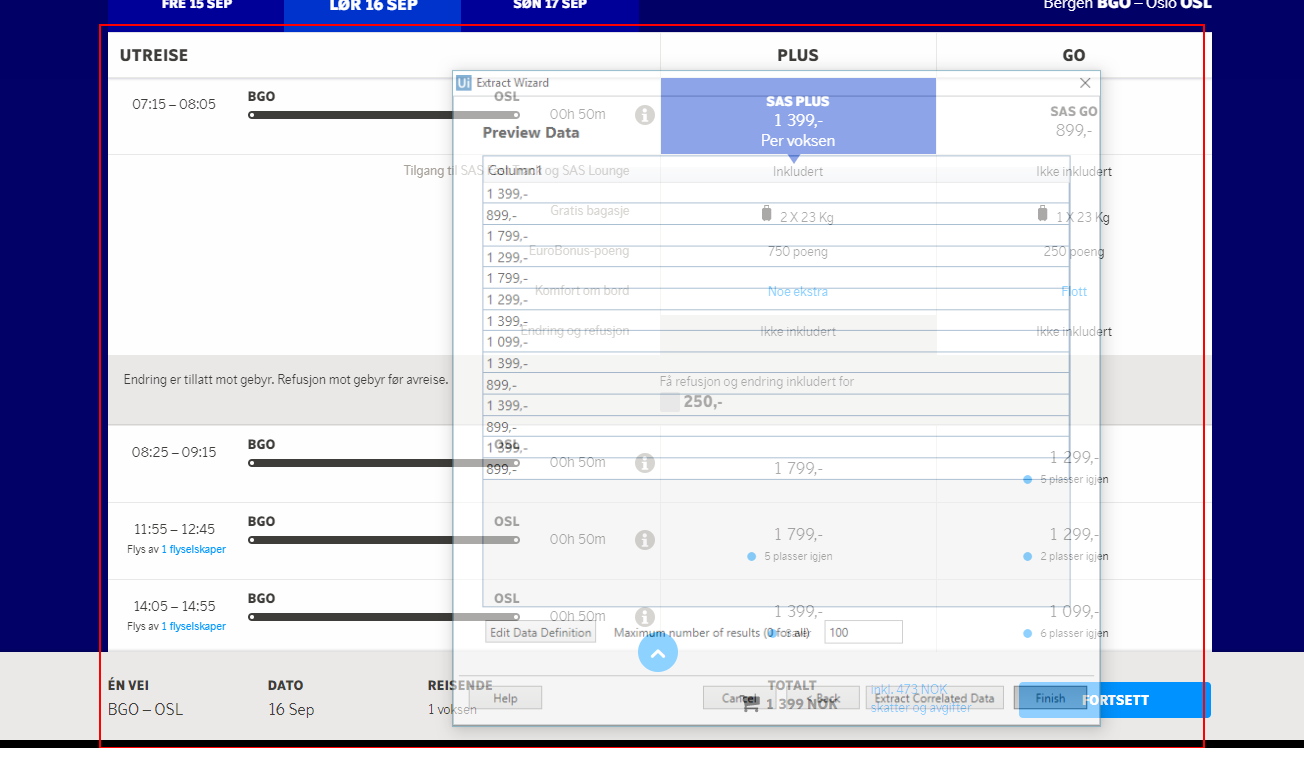 FRE 15 SEP
LØR 16 SEP
SØN 17 SEP
Bergen BGO – Oslo OSL
UTREISE
PLUS
GO
Extract Wizard
07:15 – 08:05
BGO
OSL
00h 50m
SAS PLUS
1 399,-
Per voksen
SAS GO
899,-
Preview Data
Tilgang til SAS
og SAS Lounge
Inkludert
Ikke inkludert
Column1
1 399,-
899,-
1 799,-
1 299,-
1 799,-
1 299,-
1 399,-
1 099,-
1 399,-
899,-
1 399,-
899,-
1 399,-
899,-
Gratis bagasje
2 X 23 Kg
1 X 23 Kg
EuroBonus-poeng
750 poeng
250 poeng
Komfort om bord
Noe ekstra
Flott
Endring og refusjon
Ikke inkludert
Ikke inkludert
Endring er tillatt mot gebyr. Refusjon mot gebyr før avreise.
Få refusjon og endring inkludert for
250,-
08:25 – 09:15
BGO
OSL
00h 50m
1 799,-
1 299,-
5 plasser igjen
11:55 – 12:45
Flys av 1 flyselskaper
BGO
OSL
00h 50m
1 799,-
5 plasser igjen
1 299,-
2 plasser igjen
14:05 – 14:55
Flys av 1 flyselskaper
BGO
OSL
00h 50m
1 399,-
1 099,-
6 plasser igjen
Edit Data Definition
Maximum number of results (0 for all)
100
ÉN VEI
BGO – OSL
DATO
16 Sep
REISENDE
1 voksen
TOTALT
1 399 NOK
inkl. 473 NOK
skatter og avgifter
FORTSETT
Help
Cancel
Back
Extract Correlated Data
Finish